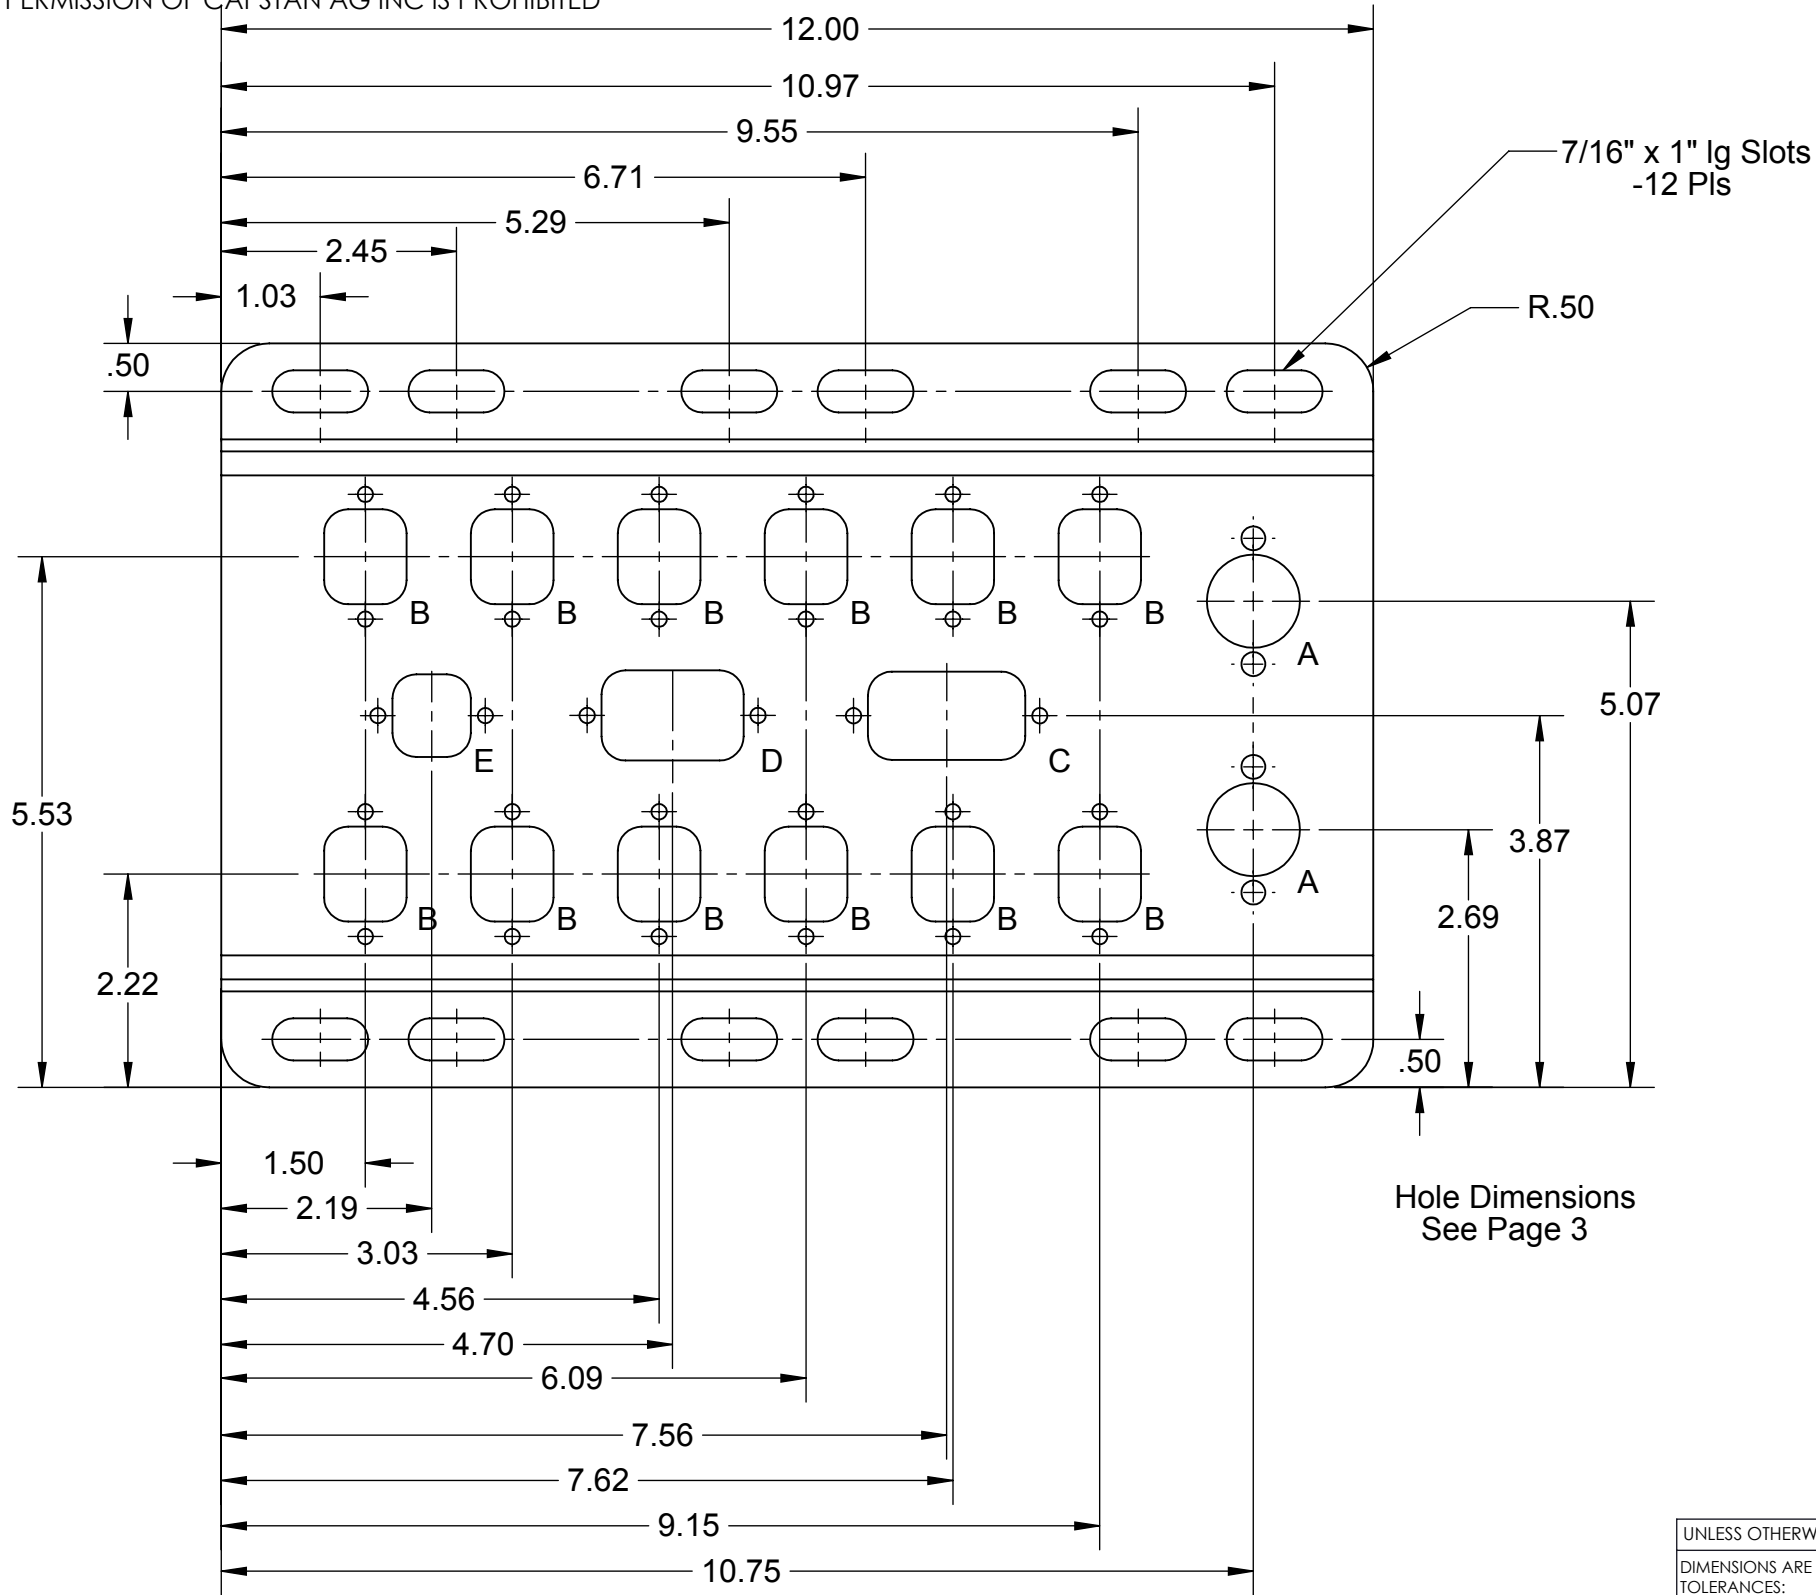 PERMISSION OF CAPSTAN AG INC IS PROHIBITED
12.00
10.97
9.55
7/16" x 1" lg Slots
-12 Pls
6.71
5.29
2.45
1.03
R.50
.50
B B B B B B
A
5.07
E D C
5.53
3.87
A
B B B B B B
2.69
2.22
.50
1.50
2.19
Hole Dimensions
See Page 3
3.03
4.56
4.70
6.09
7.56
7.62
9.15
10.75
UNLESS OTHERW
DIMENSIONS ARE
TOLERANCES: